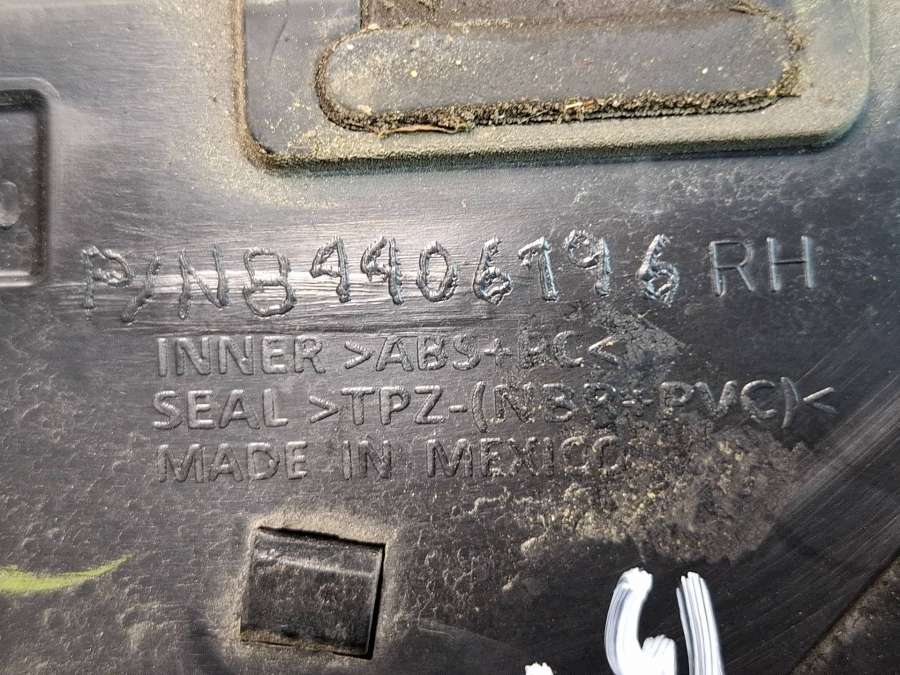 P/N 84406196 RH
INNER >ABS+PC<
SEAL >TPZ-(NBR+PVC)<
MADE IN MEXICO